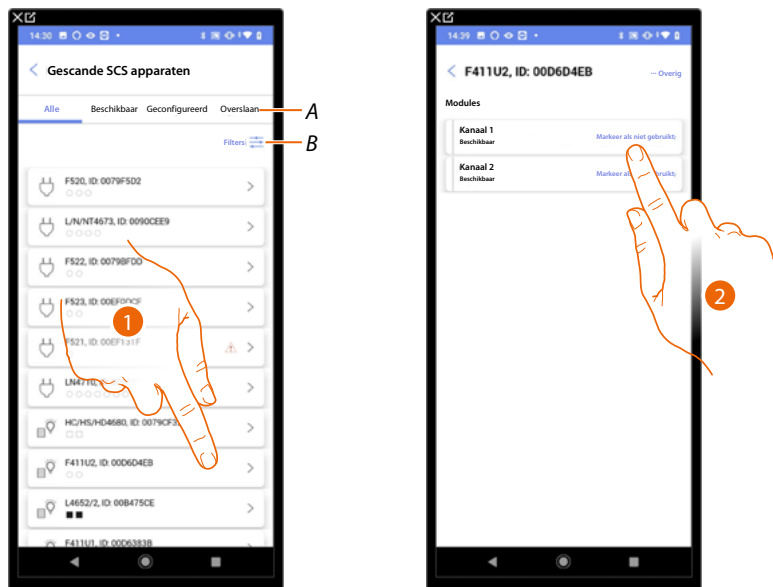 14:30
Gescande SCS apparaten
Alle Beschikbaar Geconfigureerd Overslaan
A
Filters
B
F520, ID: 0079F5D2
L/N/NT4673, ID: 0090CEE9
F522, ID: 0079BFDD
F523, ID: 00EF00CF
F521, ID: 00EF131F
LN4710,
HC/HS/HD4680, ID: 0079CF3
F411U2, ID: 00D6D4EB
L4652/2, ID: 00B475CE
F411U1, ID: 00D6383B
1
14:39
F411U2, ID: 00D6D4EB
... Overig
Modules
Kanaal 1
Beschikbaar
Markeer als niet gebruikt
Kanaal 2
Beschikbaar
Markeer als
2